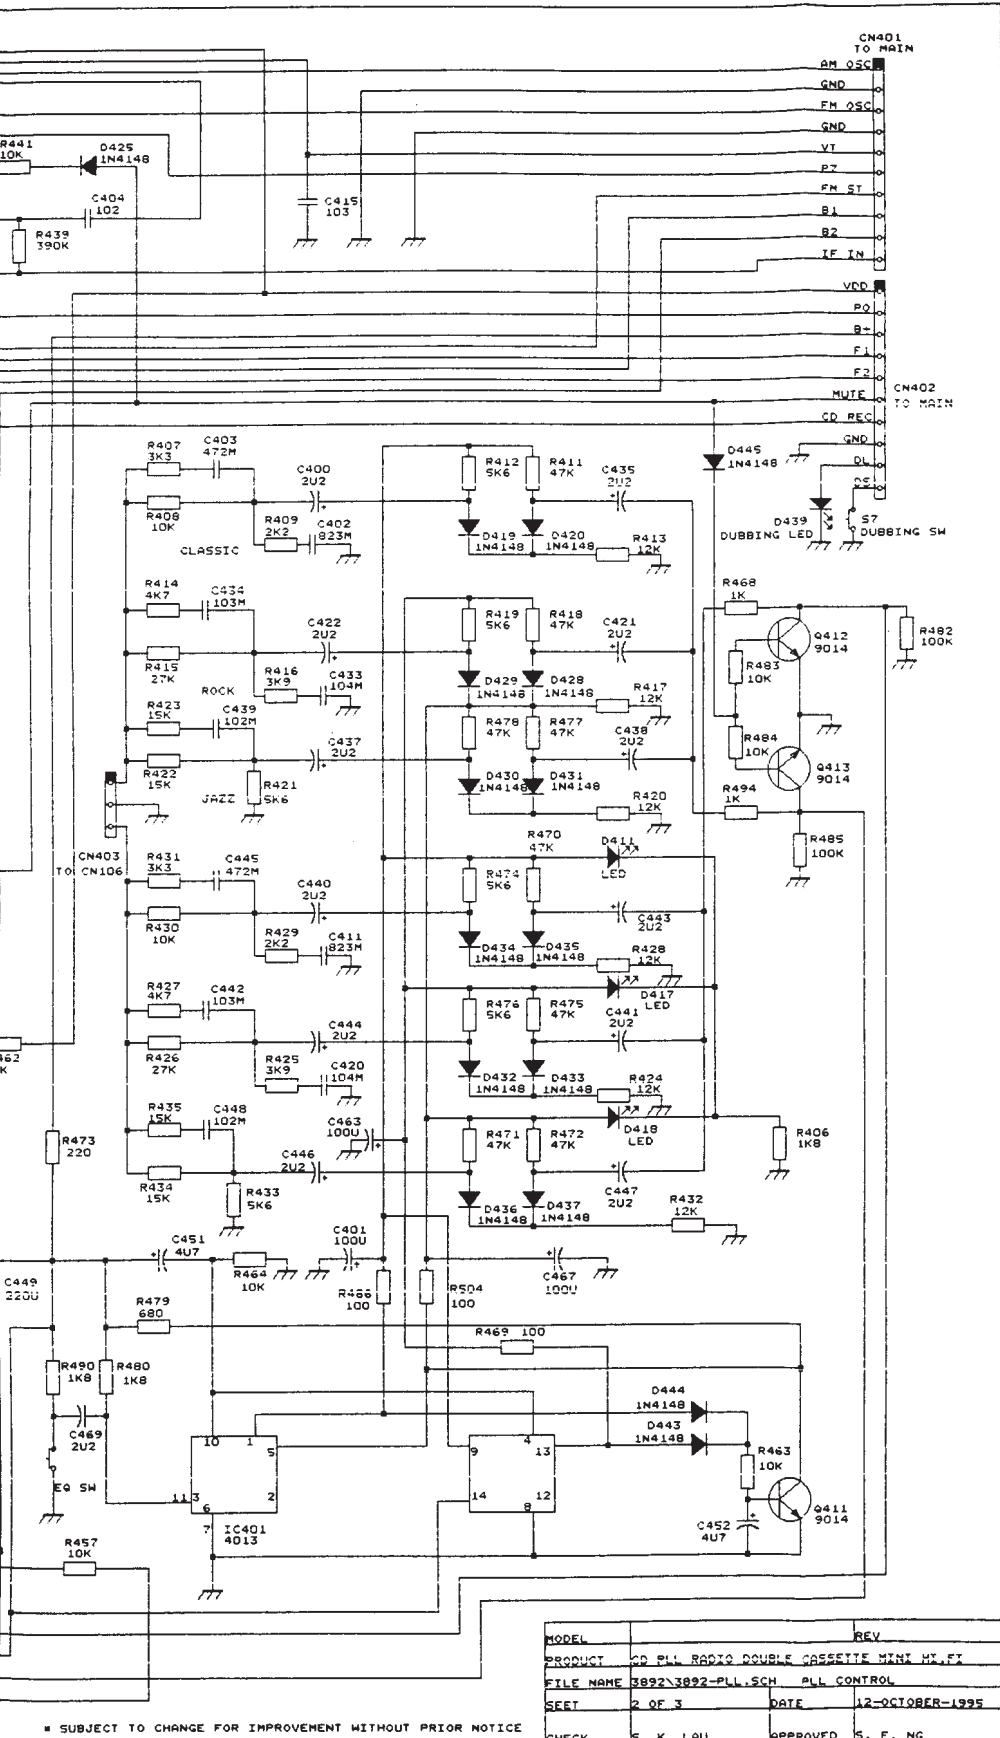 CN401
TO MAIN
AM OSC
GND
FM OSC
GND
VT
PZ
FM ST
B1
B2
IF IN
R441
10K
D425
1N4148
C404
102
R439
390K
C415
103
VDD
PO
B+
F1
F2
MUTE
CD REC
GND
DL
DS
CN402
TO MAIN
R407
3K3
C403
472M
R408
10K
C400
2U2
R409
2K2
C402
823M
CLASSIC
R412
5K6
R411
47K
C435
2U2
D419
1N4148
D420
1N4148
R413
12K
D445
1N4148
D439
DUBBING LED
S7
DUBBING SW
R414
4K7
C434
103M
R415
27K
C422
2U2
R416
3K9
C433
104M
ROCK
R419
5K6
R418
47K
C421
2U2
D429
1N4148
D428
1N4148
R417
12K
R468
1K
Q412
9014
R482
100K
R483
10K
R423
15K
C439
102M
R422
15K
C437
2U2
JAZZ
R421
5K6
R478
47K
R477
47K
C438
2U2
D430
1N4148
D431
1N4148
R420
12K
R484
10K
Q413
9014
R494
1K
R485
100K
CN403
TO CN106
R431
3K3
C445
472M
R430
10K
C440
2U2
R429
2K2
C411
823M
R470
47K
R474
5K6
D411
LED
C443
2U2
D434
1N4148
D435
1N4148
R428
12K
R427
4K7
C442
103M
R426
27K
C444
2U2
R425
3K9
C420
104M
R476
5K6
R475
47K
D417
LED
C441
2U2
D432
1N4148
D433
1N4148
R424
12K
462
K
R435
15K
C448
102M
R434
15K
C463
100U
C446
2U2
R433
5K6
R471
47K
R472
47K
D418
LED
C447
2U2
D436
1N4148
D437
1N4148
R432
12K
R406
1K8
R473
220
C449
220U
C451
4U7
R464
10K
C401
100U
R466
100
R504
100
C467
100U
R479
680
R469 100
R490
1K8
R480
1K8
C469
2U2
EQ SW
10
1
5
11
3
2
6
7
IC401
4013
9
4
13
14
12
8
D444
1N4148
D443
1N4148
R463
10K
C452
4U7
Q411
9014
R457
10K
MODEL
REV
PRODUCT
CD PLL RADIO DOUBLE CASSETTE MINI HI.FI
FILE NAME
3892\3892-PLL.SCH PLL CONTROL
SEET
2 OF 3
DATE
12-OCTOBER-1995
CHECK
S. K. LAU
APPROVED
S. F. NG
* SUBJECT TO CHANGE FOR IMPROVEMENT WITHOUT PRIOR NOTICE